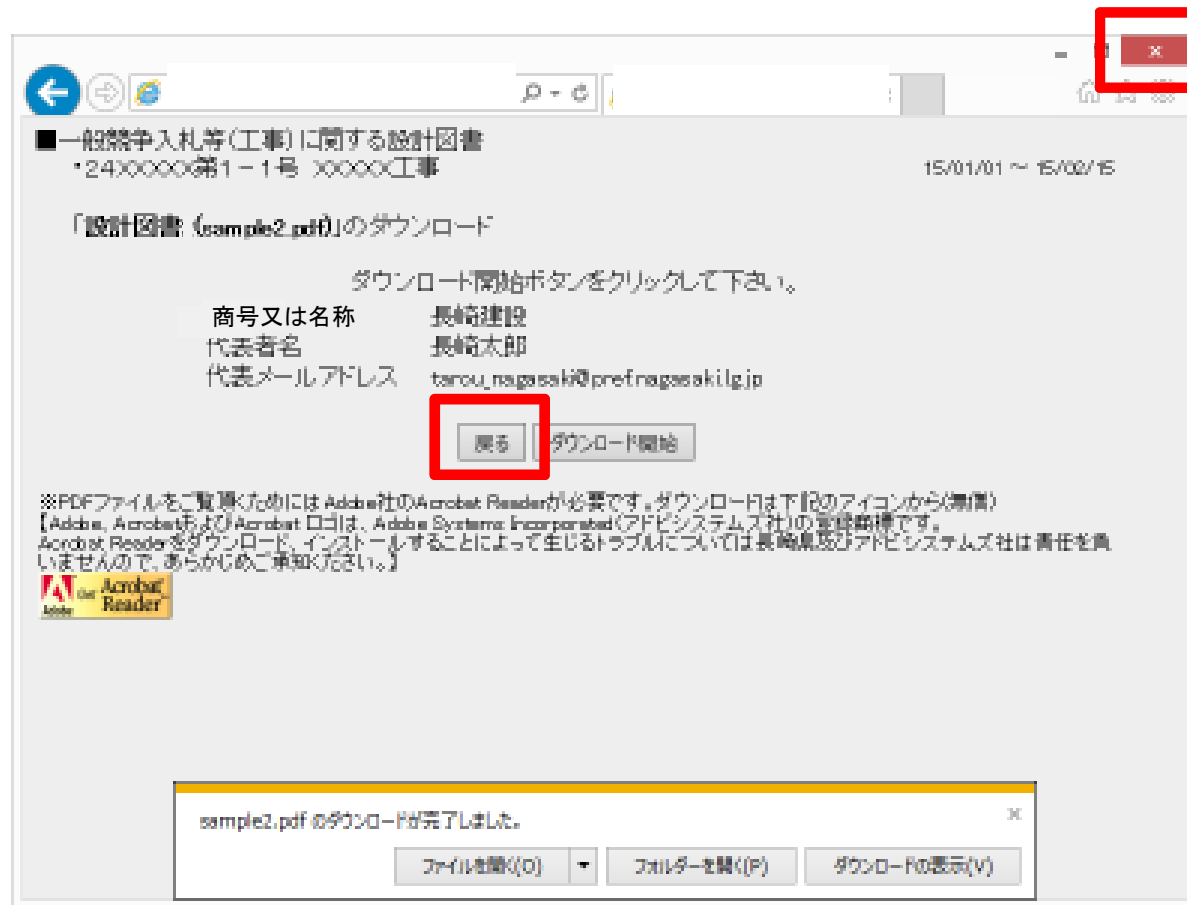 ■一般競争入札等(工事)に関する設計図書
・24XXXXX第1-1号 XXXXX工事 15/01/01 ~ 15/02/15
「設計図書 (sample2.pdf)」のダウンロード
ダウンロード開始ボタンをクリックして下さい。
商号又は名称 長崎建設
代表者名 長崎太郎
代表メールアドレス tarou_nagasaki@pref.nagasaki.lg.jp
戻る ダウンロード開始
※PDFファイルをご覧頂くためにはAdobe社のAcrobat Readerが必要です。ダウンロードは下記のアイコンから(無償)
【Adobe, AcrobatおよびAcrobat ロゴは、Adobe Systems Incorporated(アドビシステムズ社)の登録商標です。
Acrobat Readerをダウンロード、インストールすることによって生じるトラブルについては長崎県及びアドビシステムズ社は責任を負
いませんので、あらかじめご承知ください。】
Adobe Get Acrobat Reader
sample2.pdf のダウンロードが完了しました。
ファイルを開く(O) フォルダーを開く(P) ダウンロードの表示(V)